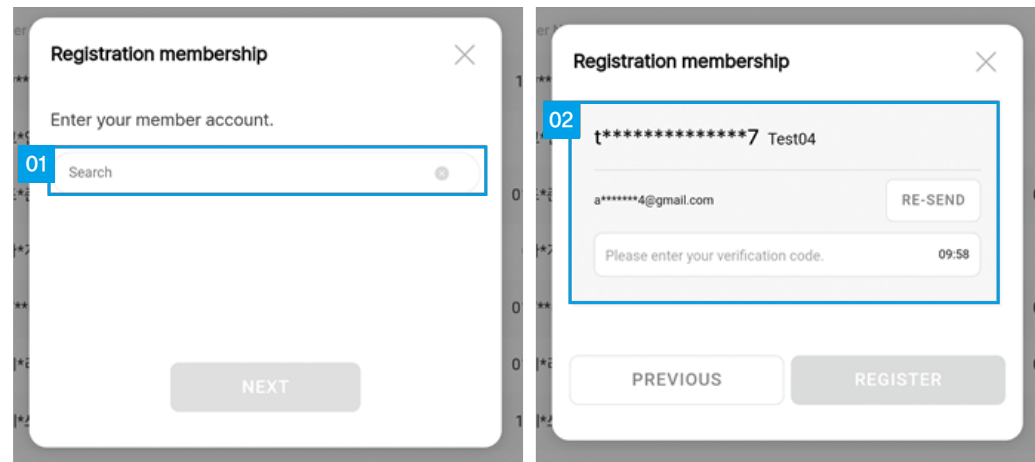 Registration membership
Enter your member account.
01
Search
NEXT
Registration membership
02
t**************7 Test04
a*******4@gmail.com
RE-SEND
Please enter your verification code.
09:58
PREVIOUS
REGISTER